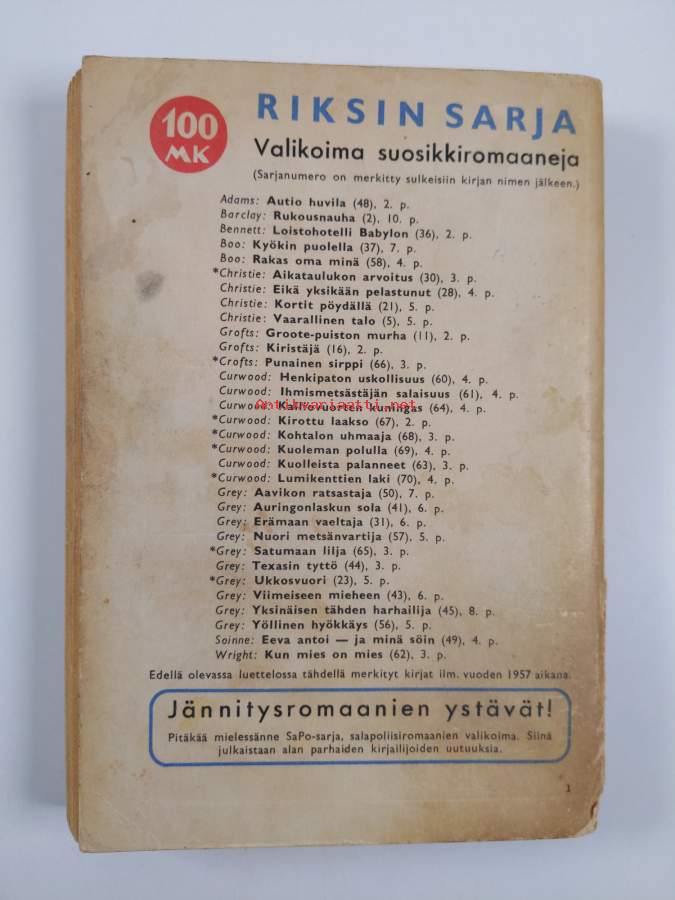 100
MK
RIKSIN SARJA
Valikoima suosikkiromaaneja
(Sarjanumero on merkitty sulkeisiin kirjan nimen jälkeen.)
Adams: Autio huvila (48), 2. p.
Barclay: Rukousnauha (2), 10. p.
Bennett: Loistohotelli Babylon (36), 2. p.
Boo: Kyökin puolella (37), 7. p.
Boo: Rakas oma minä (58), 4. p.
*Christie: Aikataulukon arvoitus (30), 3. p.
Christie: Eikä yksikään pelastunut (28), 4. p.
Christie: Kortit pöydällä (21), 5. p.
Christie: Vaarallinen talo (5), 5. p.
Grofts: Groote-puiston murha (11), 2. p.
Grofts: Kiristäjä (16), 2. p.
*Crofts: Punainen sirppi (66), 3. p.
Curwood: Henkipaton uskollisuus (60), 4. p.
Curwood: Ihmismetsästäjän salaisuus (61), 4. p.
Curwood: Kalliovuorten kuningas (64), 4. p.
Antikvariaatti.net
*Curwood: Kirottu laakso (67), 2. p.
*Curwood: Kohtalon uhmaaja (68), 3. p.
*Curwood: Kuoleman polulla (69), 4. p.
Curwood: Kuolleista palanneet (63), 3. p.
*Curwood: Lumikenttien laki (70), 4. p.
Grey: Aavikon ratsastaja (50), 7. p.
Grey: Auringonlaskun sola (41), 6. p.
Grey: Erämaan vaeltaja (31), 6. p.
Grey: Nuori metsänvartija (57), 5. p.
*Grey: Satumaan lilja (65), 3. p.
Grey: Texasin tyttö (44), 3. p.
*Grey: Ukkosvuori (23), 5. p.
Grey: Viimeiseen mieheen (43), 6. p.
Grey: Yksinäisen tähden harhailija (45), 8. p.
Grey: Yöllinen hyökkäys (56), 5. p.
Soinne: Eeva antoi — ja minä söin (49), 4. p.
Wright: Kun mies on mies (62), 3. p.
Edellä olevassa luettelossa tähdellä merkityt kirjat ilm. vuoden 1957 aikana.
Jännitysromaanien ystävät!
Pitäkää mielessänne SaPo-sarja, salapoliisiromaanien valikoima. Siinä
julkaistaan alan parhaiden kirjailijoiden uutuuksia.
1